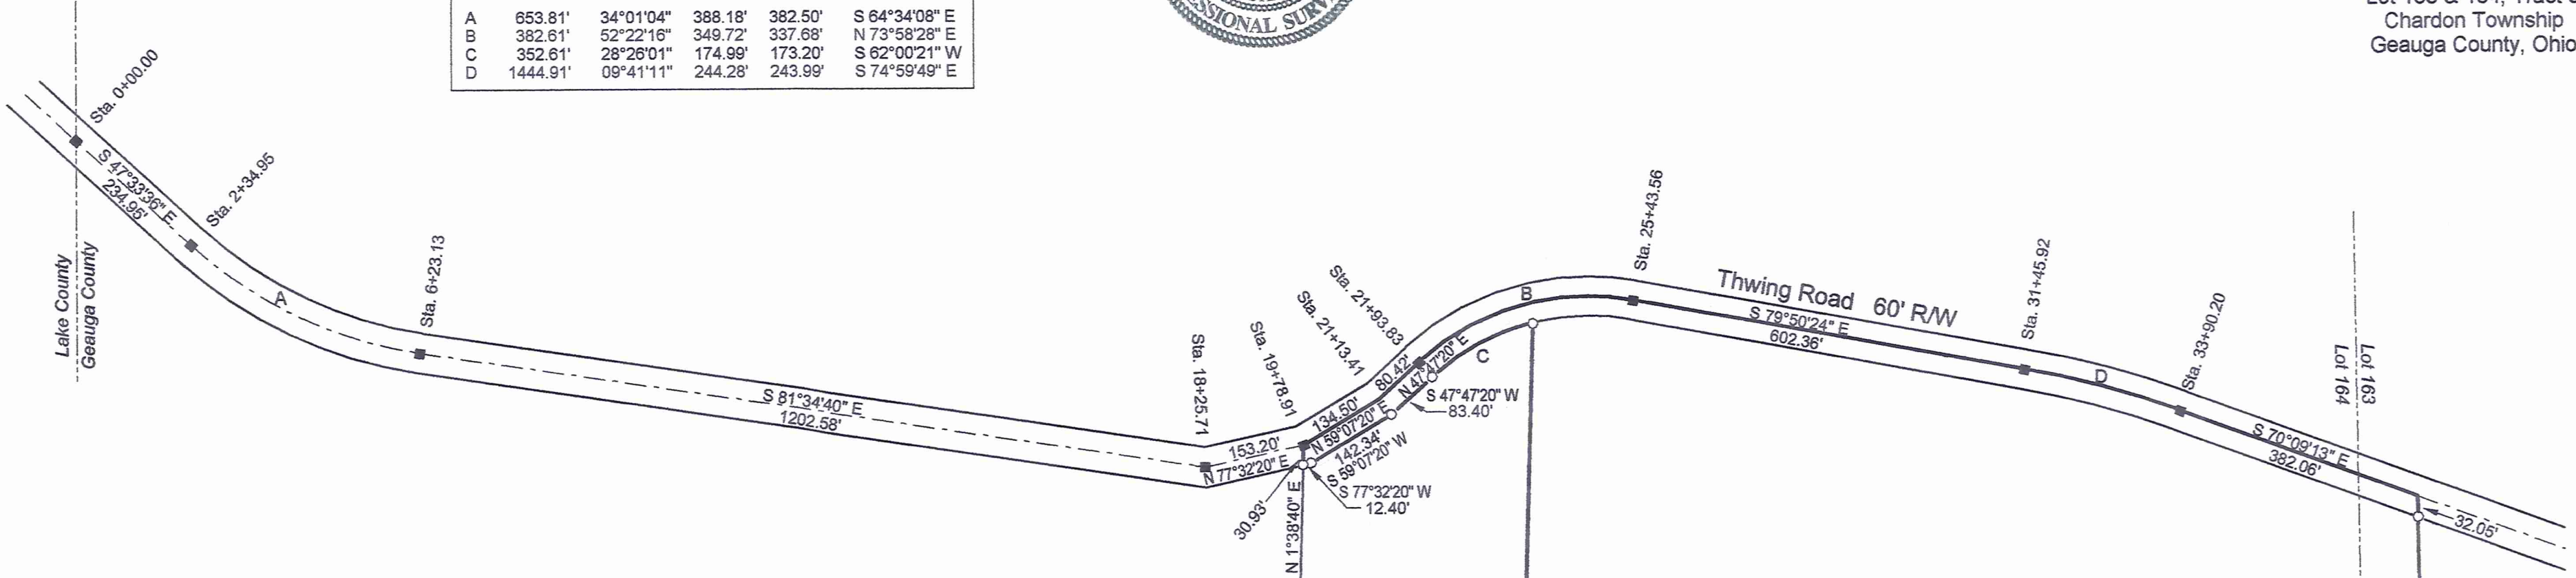 A 653.81' 34°01'04" 388.18' 382.50' S 64°34'08" E
B 382.61' 52°22'16" 349.72' 337.68' N 73°58'28" E
C 352.61' 28°26'01" 174.99' 173.20' S 62°00'21" W
D 1444.91' 09°41'11" 244.28' 243.99' S 74°59'49" E
Chardon Township
Geauga County, Ohio
Sta. 0+00.00
S 47°33'36" E
234.95'
Sta. 2+34.95
Lake County
Geauga County
A
Sta. 6+23.13
S 81°34'40" E
1202.58'
Sta. 18+25.71
Sta. 19+78.91
Sta. 21+13.41
Sta. 21+93.83
153.20'
N 77°32'20" E
134.50'
N 59°07'20" E
142.34'
S 59°07'20" W
80.42'
N 47°47'20" E
S 47°47'20" W
83.40'
S 77°32'20" W
12.40'
30.93'
N 1°38'40" E
B
C
Sta. 25+43.56
Thwing Road 60' R/W
S 79°50'24" E
602.36'
Sta. 31+45.92
D
Sta. 33+90.20
Lot 164
Lot 163
S 70°09'13" E
382.06'
32.05'